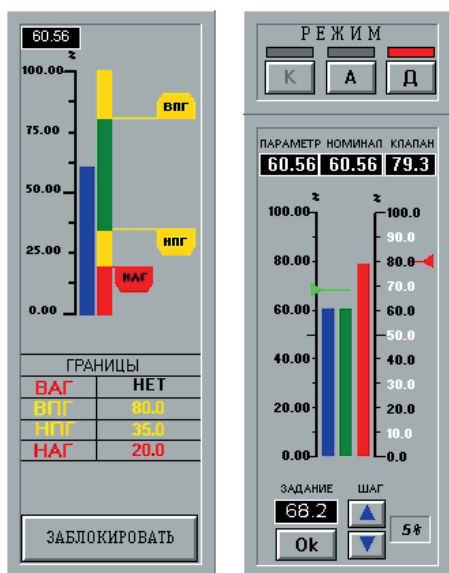 60.56
%
100.00
ВПГ
75.00
50.00
НПГ
25.00
НАГ
0.00
ГРАНИЦЫ
ВАГ НЕТ
ВПГ 80.0
НПГ 35.0
НАГ 20.0
ЗАБЛОКИРОВАТЬ
РЕЖИМ
К А Д
ПАРАМЕТР НОМИНАЛ КЛАПАН
60.56 60.56 79.3
% %
100.00 100.0
90.0
80.00 80.0
70.0
60.00 60.0
50.0
40.00 40.0
30.0
20.00 20.0
10.0
0.00 0.0
ЗАДАНИЕ ШАГ
68.2
5%
Ok